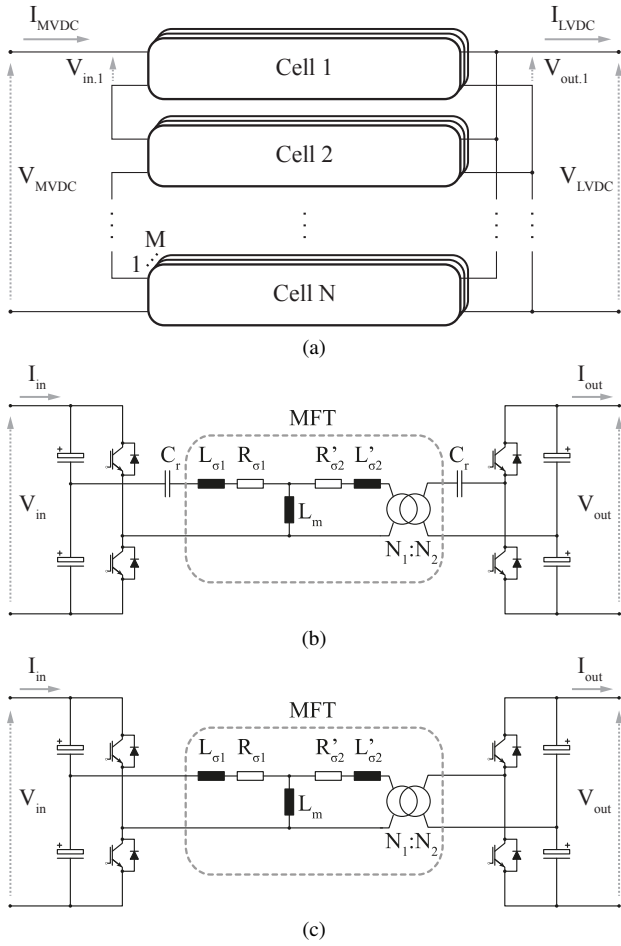 I_MVDC
I_LVDC
V_in.1
Cell 1
V_out.1
V_MVDC
Cell 2
V_LVDC
M
1
Cell N
(a)
I_in
I_out
MFT
C_r L_σ1 R_σ1 R'_σ2 L'_σ2 C_r
V_in
L_m
V_out
N_1:N_2
(b)
I_in
I_out
MFT
L_σ1 R_σ1 R'_σ2 L'_σ2
V_in
L_m
V_out
N_1:N_2
(c)